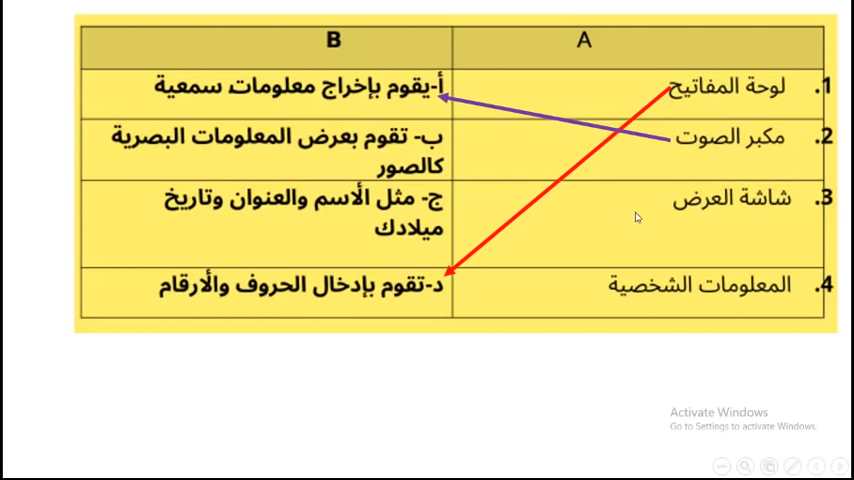 A
B
1. لوحة المفاتيح
أ-يقوم بإخراج معلومات سمعية
2. مكبر الصوت
ب- تقوم بعرض المعلومات البصرية
كالصور
3. شاشة العرض
ج- مثل الأسم والعنوان وتاريخ
ميلادك
4. المعلومات الشخصية
د-تقوم بإدخال الحروف والأرقام
Activate Windows
Go to Settings to activate Windows.